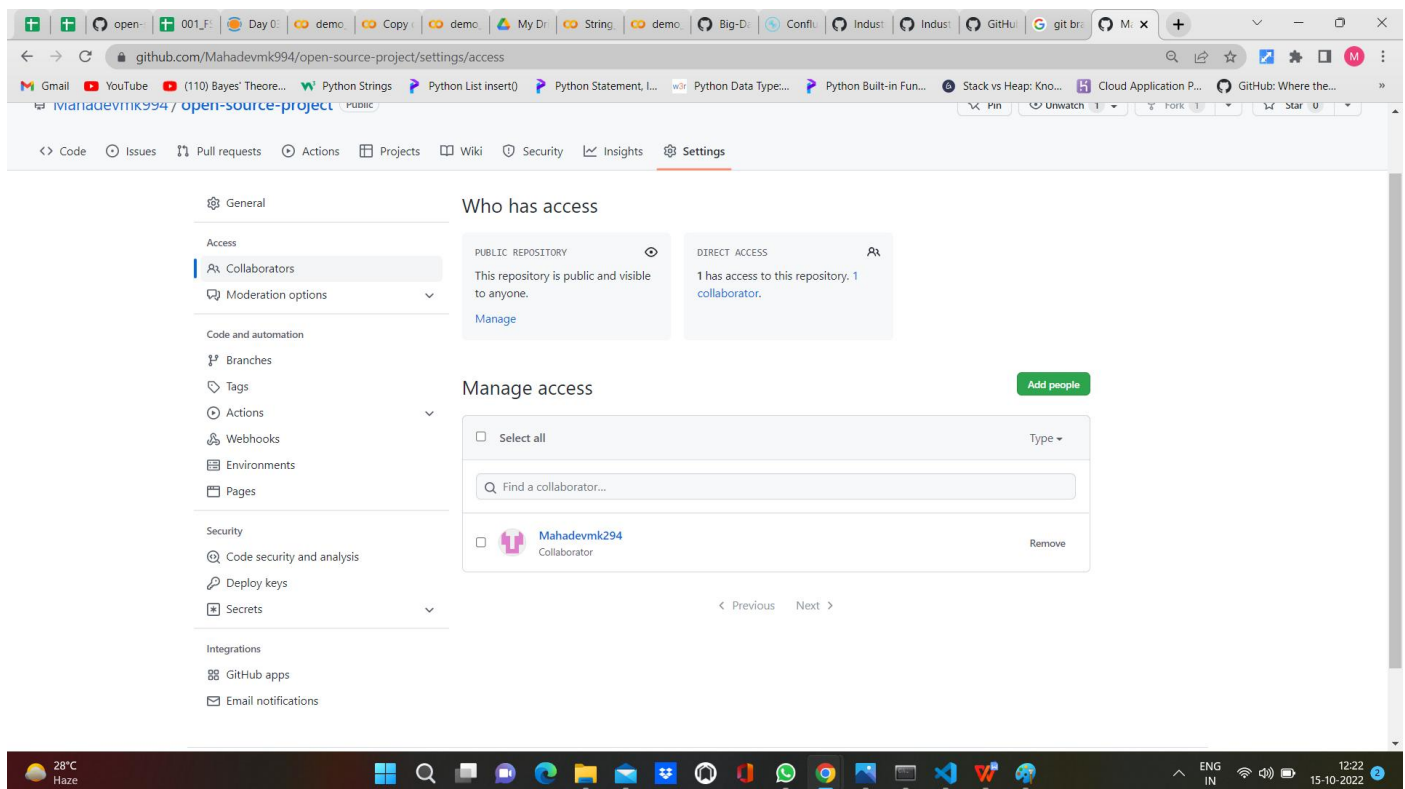 open-
001_FS
Day 0
demo_
Copy
demo_
My Dr
String_
demo_
Big-Da
Conflu
Indust
Indust
GitHu
git bra
Ma
github.com/Mahadevmk994/open-source-project/settings/access
M
Gmail
YouTube
(110) Bayes' Theore...
Python Strings
Python List insert()
Python Statement, I...
Python Data Type:...
Python Built-in Fun...
Stack vs Heap: Kno...
Cloud Application P...
GitHub: Where the...
»
Mahadevmk994 / open-source-project Public
Pin
Unwatch 1
Fork 1
Star 0
Code
Issues
Pull requests
Actions
Projects
Wiki
Security
Insights
Settings
General
Access
Collaborators
Moderation options
Code and automation
Branches
Tags
Actions
Webhooks
Environments
Pages
Security
Code security and analysis
Deploy keys
Secrets
Integrations
GitHub apps
Email notifications
Who has access
PUBLIC REPOSITORY
This repository is public and visible
to anyone.
Manage
DIRECT ACCESS
1 has access to this repository. 1
collaborator.
Manage access
Add people
Select all
Type
Find a collaborator...
Mahadevmk294
Collaborator
Remove
< Previous
Next >
28°C
Haze
ENG
IN
12:22
15-10-2022
2